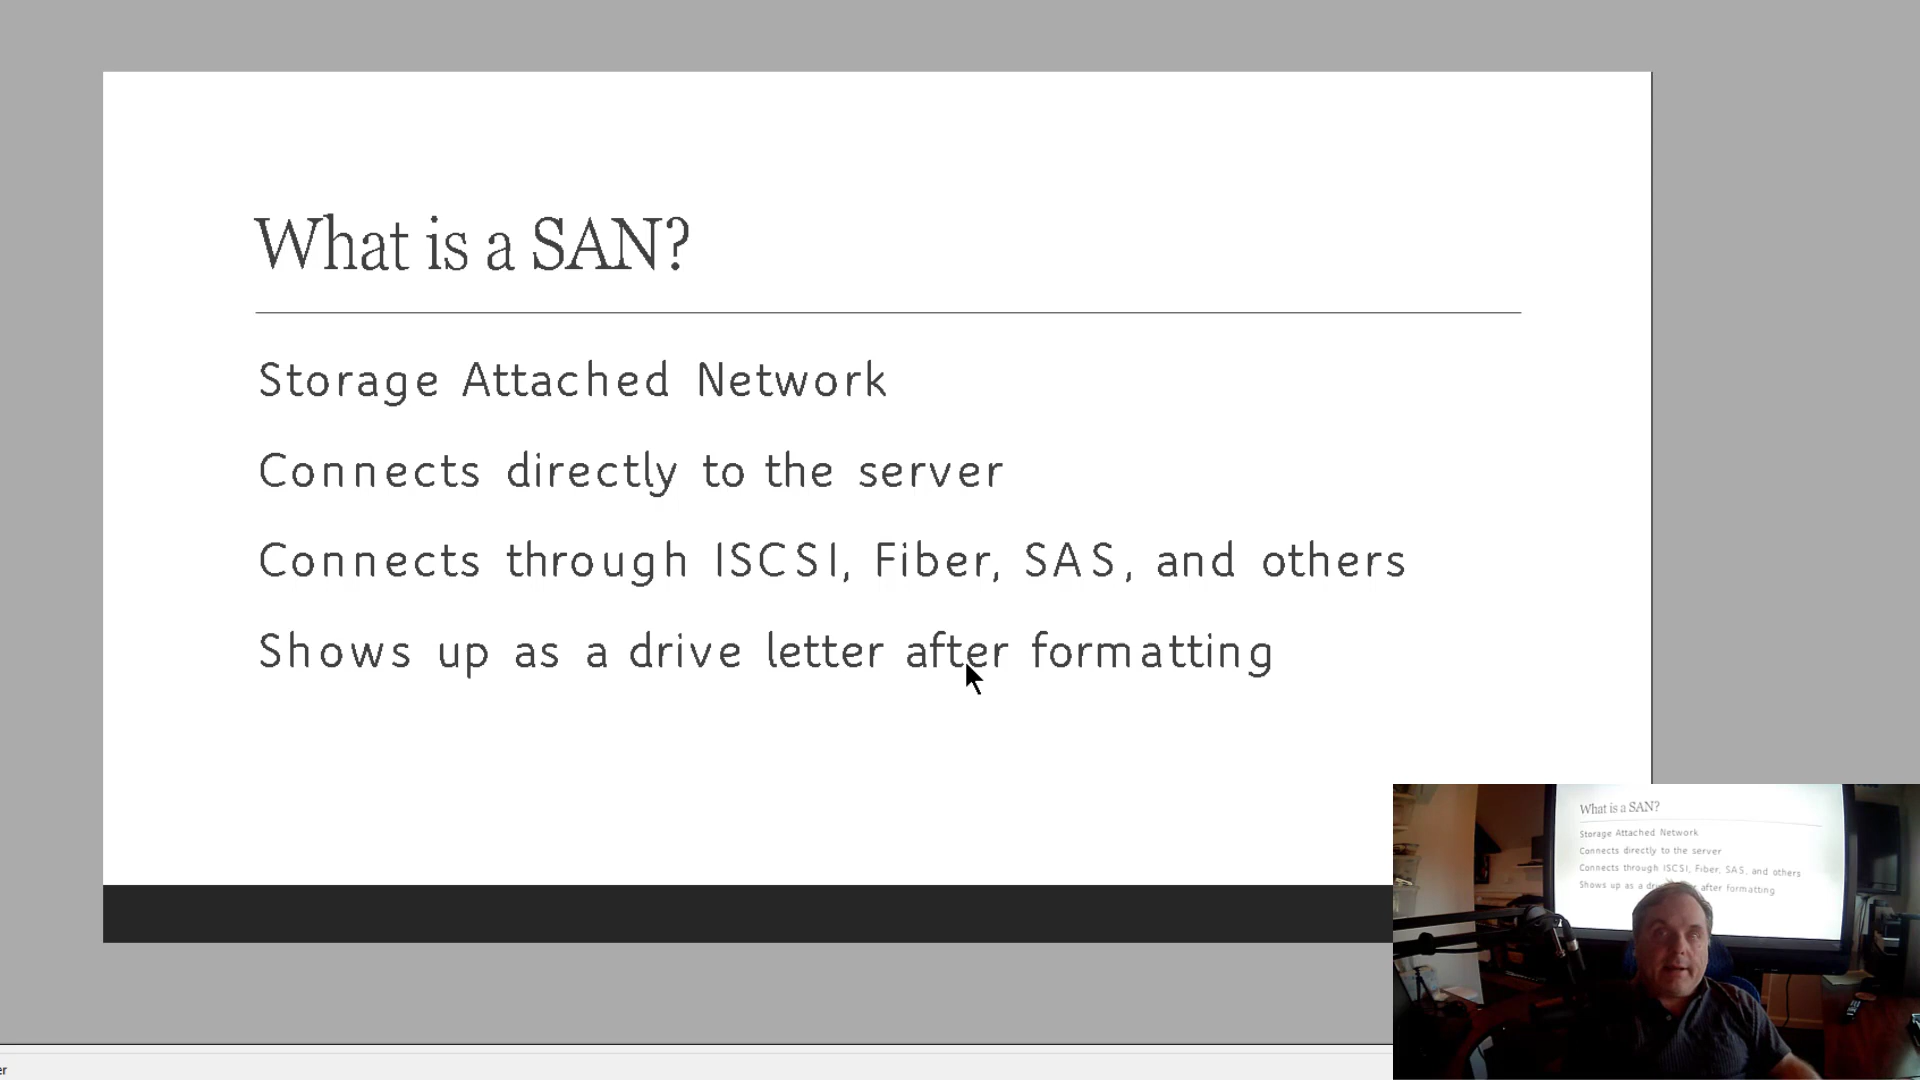 What is a SAN?
Storage Attached Network
Connects directly to the server
Connects through ISCSI, Fiber, SAS, and others
Shows up as a drive letter after formatting
er
What is a SAN?
Storage Attached Network
Connects directly to the server
Connects through ISCSI, Fiber, SAS, and others
Shows up as a after formatting